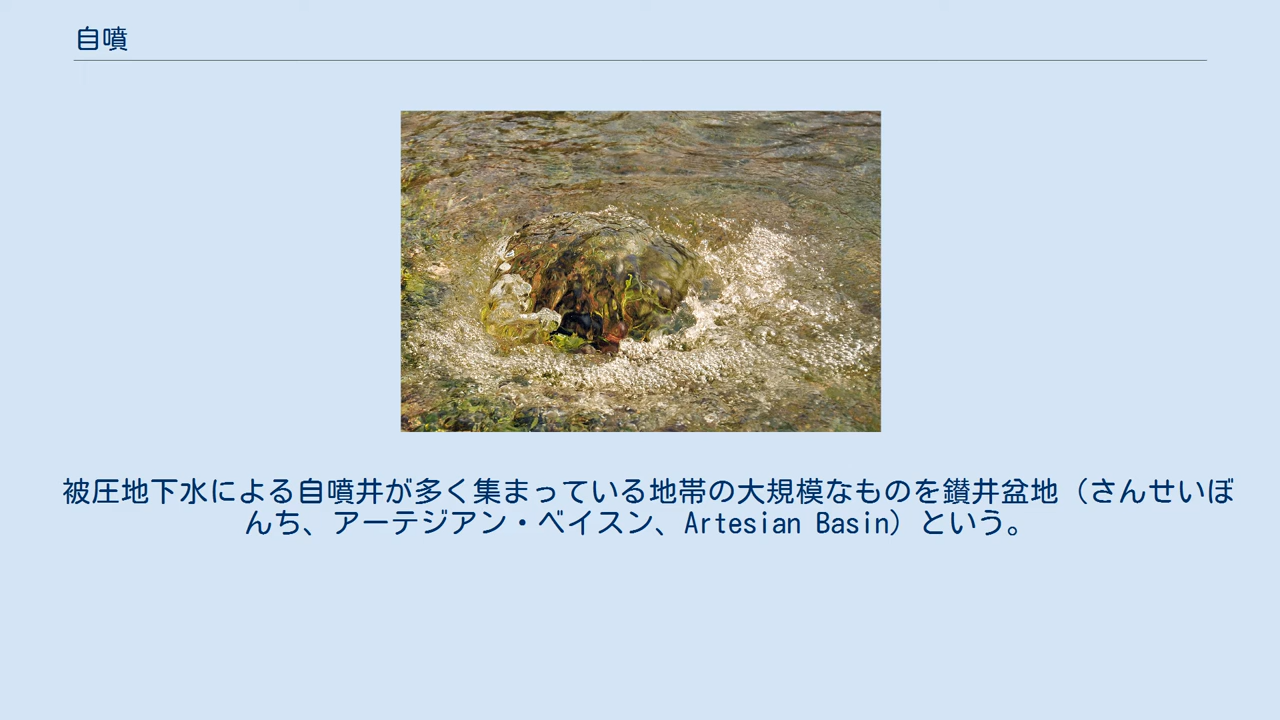 自噴
被圧地下水による自噴井が多く集まっている地帯の大規模なものを鑚井盆地（さんせいぼ
んち、アーテジアン・ベイスン、Artesian Basin）という。